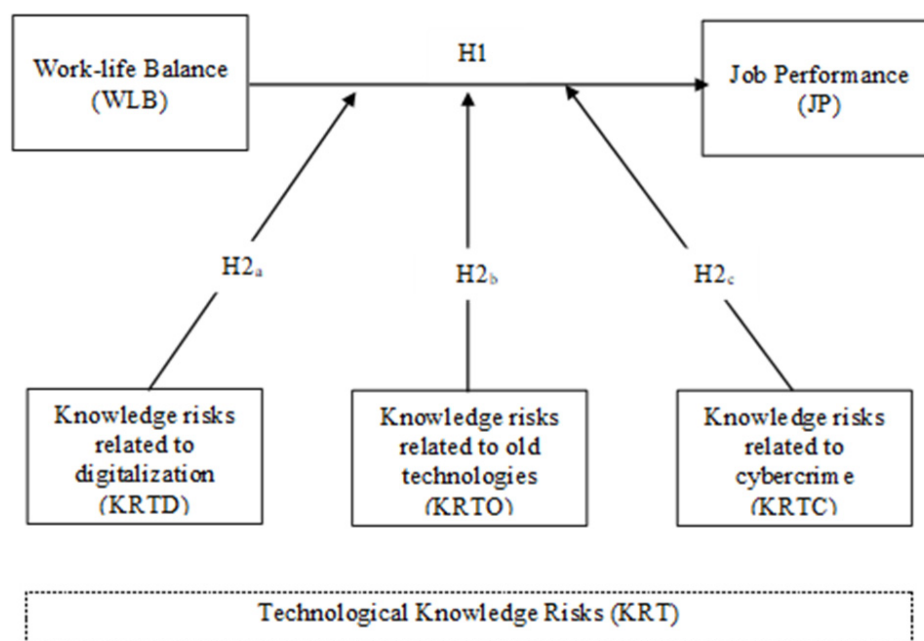 H1
Work-life Balance
(WLB)
Job Performance
(JP)
H2a
H2b
H2c
Knowledge risks
related to
digitalization
(KRTD)
Knowledge risks
related to old
technologies
(KRTO)
Knowledge risks
related to
cybercrime
(KRTC)
Technological Knowledge Risks (KRT)